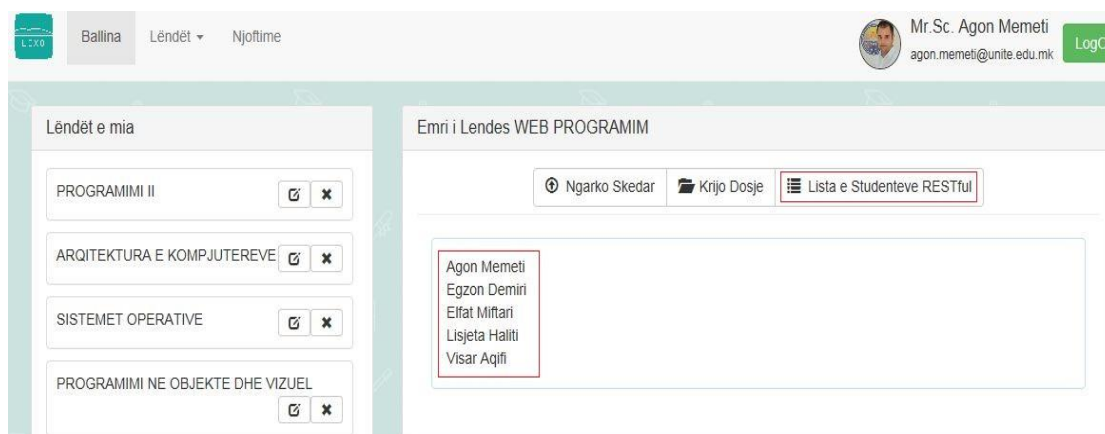 LEXO
Ballina Lëndët Njoftime
Mr.Sc. Agon Memeti
agon.memeti@unite.edu.mk
Lëndët e mia
PROGRAMIMI II
ARQITEKTURA E KOMPJUTEREVE
SISTEMET OPERATIVE
PROGRAMIMI NE OBJEKTE DHE VIZUEL
Emri i Lendes WEB PROGRAMIM
Ngarko Skedar Krijo Dosje Lista e Studenteve RESTful
Agon Memeti
Egzon Demiri
Elfat Miftari
Lisjeta Haliti
Visar Aqifi